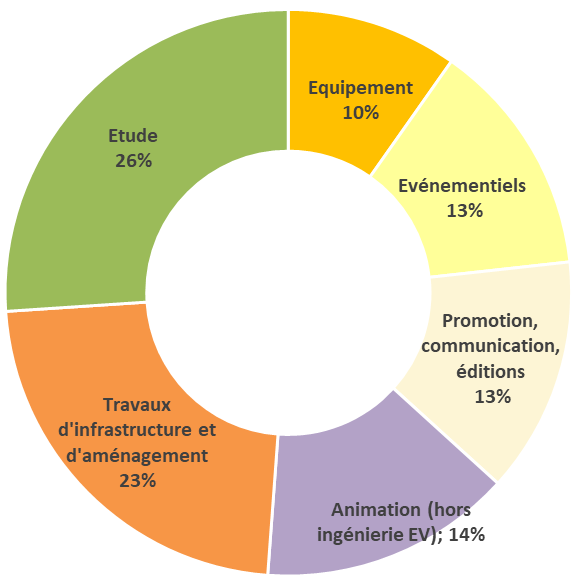 Equipement
10%
Evénementiels
13%
Promotion,
communication,
éditions
13%
Animation (hors
ingénierie EV); 14%
Travaux
d'infrastructure et
d'aménagement
23%
Etude
26%